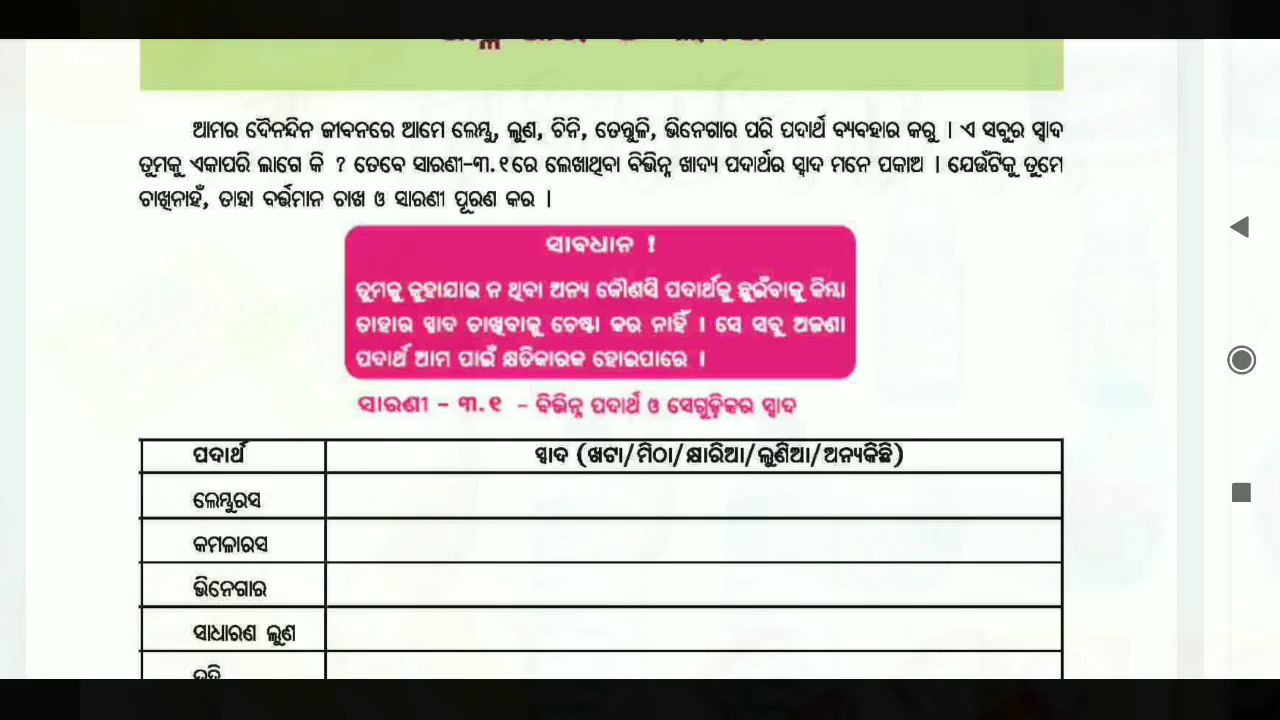 ଆମର ଦୈନନ୍ଦିନ ଜୀବନରେ ଆମେ ଲେମ୍ବୁ, ଲୁଣ, ଚିନି, ତେନ୍ତୁଳି, ଭିନେଗାର ପରି ପଦାର୍ଥ ବ୍ୟବହାର କରୁ । ଏ ସବୁର ସ୍ୱାଦ
ତୁମକୁ ଏକାପରି ଲାଗେ କି ? ତେବେ ସାରଣୀ-୩.୧ରେ ଲେଖାଥିବା ବିଭିନ୍ନ ଖାଦ୍ୟ ପଦାର୍ଥର ସ୍ୱାଦ ମନେ ପକାଅ । ଯେଉଁଟିକୁ ତୁମେ
ଚାଖିନାହଁ, ତାହା ବର୍ତ୍ତମାନ ଚାଖ ଓ ସାରଣୀ ପୂରଣ କର ।
ସାବଧାନ !
ତୁମକୁ କୁହାଯାଇ ନ ଥିବା ଅନ୍ୟ କୌଣସି ପଦାର୍ଥକୁ ଛୁଇଁବାକୁ କିମ୍ବା
ତାହାର ସ୍ୱାଦ ଚାଖିବାକୁ ଚେଷ୍ଟା କର ନାହିଁ । ସେ ସବୁ ଅଜଣା
ପଦାର୍ଥ ଆମ ପାଇଁ କ୍ଷତିକାରକ ହୋଇପାରେ ।
ସାରଣୀ - ୩.୧ - ବିଭିନ୍ନ ପଦାର୍ଥ ଓ ସେଗୁଡ଼ିକର ସ୍ୱାଦ
ପଦାର୍ଥ ସ୍ୱାଦ (ଖଟା/ମିଠା/କ୍ଷାରିଆ/ଲୁଣିଆ/ଅନ୍ୟକିଛି)
ଲେମ୍ବୁରସ
କମଳାରସ
ଭିନେଗାର
ସାଧାରଣ ଲୁଣ